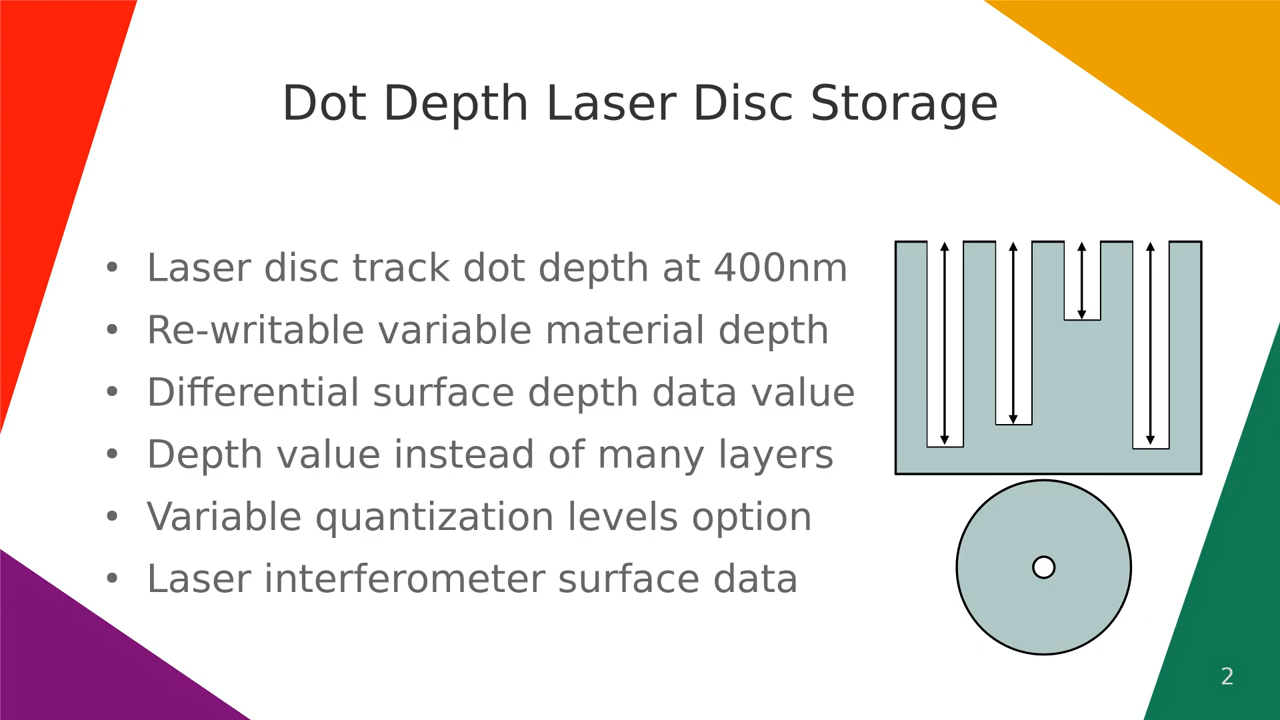 Dot Depth Laser Disc Storage
• Laser disc track dot depth at 400nm
• Re-writable variable material depth
• Differential surface depth data value
• Depth value instead of many layers
• Variable quantization levels option
• Laser interferometer surface data
2